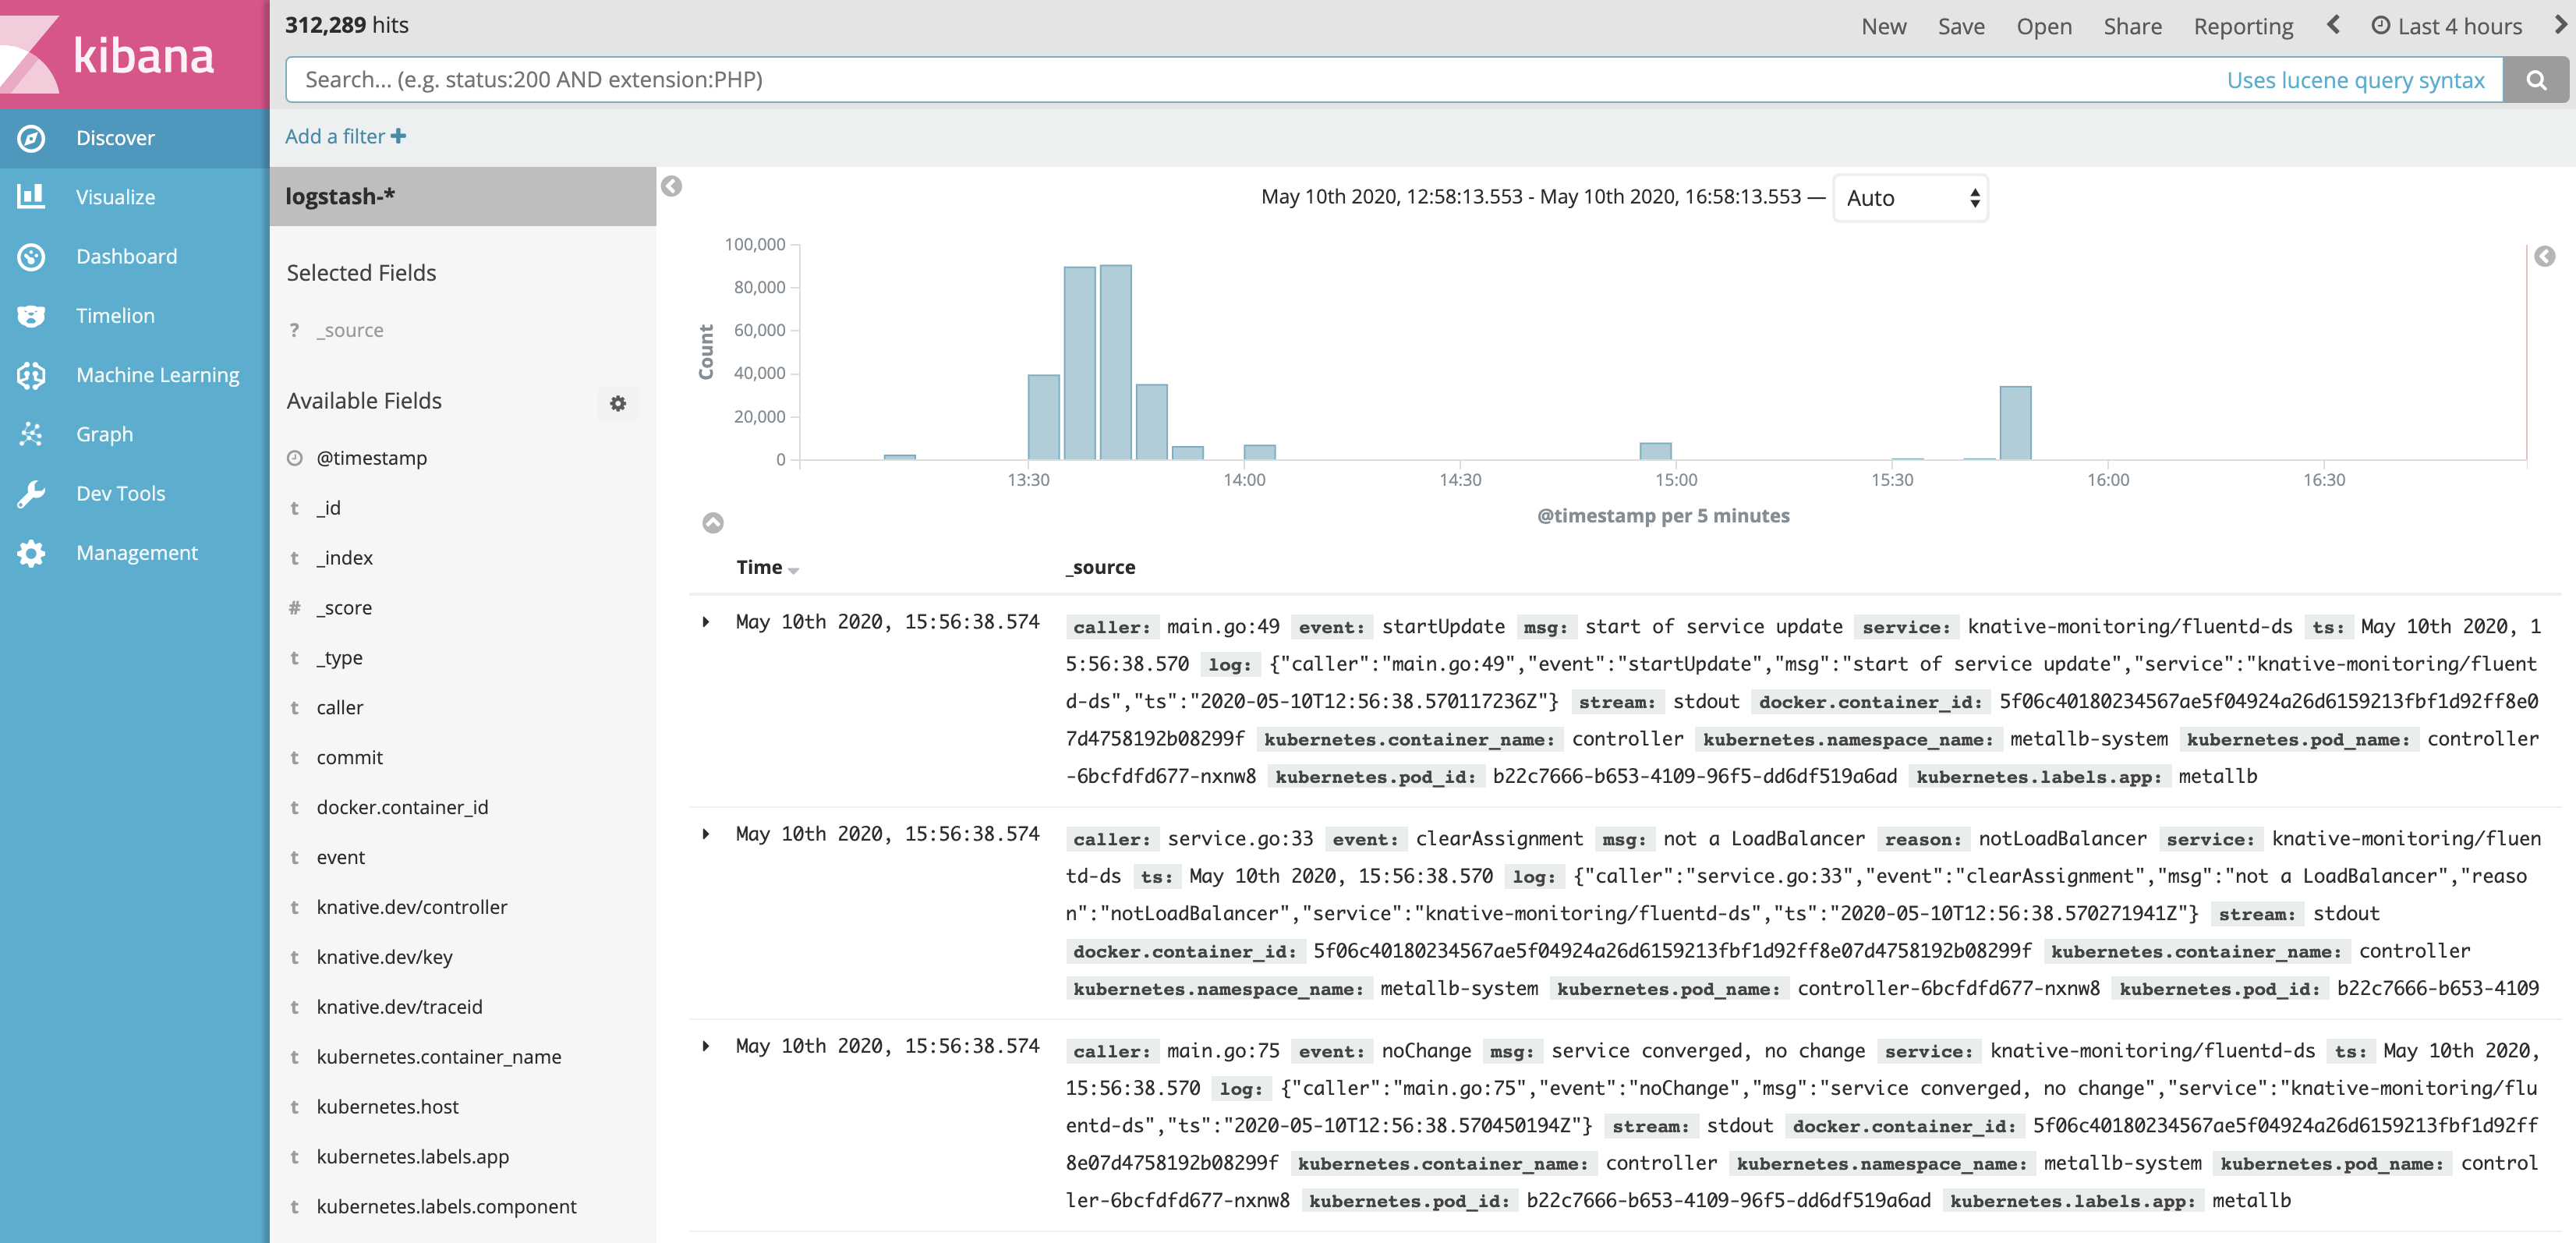 kibana
Discover
Visualize
Dashboard
Timelion
Machine Learning
Graph
Dev Tools
Management
312,289 hits
New Save Open Share Reporting Last 4 hours
Search... (e.g. status:200 AND extension:PHP)
Uses lucene query syntax
Add a filter
logstash-*
Selected Fields
? _source
Available Fields
@timestamp
t _id
t _index
# _score
t _type
t caller
t commit
t docker.container_id
t event
t knative.dev/controller
t knative.dev/key
t knative.dev/traceid
t kubernetes.container_name
t kubernetes.host
t kubernetes.labels.app
t kubernetes.labels.component
May 10th 2020, 12:58:13.553 - May 10th 2020, 16:58:13.553 — Auto
Count
100,000
80,000
60,000
40,000
20,000
0
13:30 14:00 14:30 15:00 15:30 16:00 16:30
@timestamp per 5 minutes
Time _source
May 10th 2020, 15:56:38.574 caller: main.go:49 event: startUpdate msg: start of service update service: knative-monitoring/fluentd-ds ts: May 10th 2020, 1
5:56:38.570 log: {"caller":"main.go:49","event":"startUpdate","msg":"start of service update","service":"knative-monitoring/fluent
d-ds","ts":"2020-05-10T12:56:38.570117236Z"} stream: stdout docker.container_id: 5f06c40180234567ae5f04924a26d6159213fbf1d92ff8e0
7d4758192b08299f kubernetes.container_name: controller kubernetes.namespace_name: metallb-system kubernetes.pod_name: controller
-6bcfdfd677-nxnw8 kubernetes.pod_id: b22c7666-b653-4109-96f5-dd6df519a6ad kubernetes.labels.app: metallb
May 10th 2020, 15:56:38.574 caller: service.go:33 event: clearAssignment msg: not a LoadBalancer reason: notLoadBalancer service: knative-monitoring/fluen
td-ds ts: May 10th 2020, 15:56:38.570 log: {"caller":"service.go:33","event":"clearAssignment","msg":"not a LoadBalancer","reaso
n":"notLoadBalancer","service":"knative-monitoring/fluentd-ds","ts":"2020-05-10T12:56:38.570271941Z"} stream: stdout
docker.container_id: 5f06c40180234567ae5f04924a26d6159213fbf1d92ff8e07d4758192b08299f kubernetes.container_name: controller
kubernetes.namespace_name: metallb-system kubernetes.pod_name: controller-6bcfdfd677-nxnw8 kubernetes.pod_id: b22c7666-b653-4109
May 10th 2020, 15:56:38.574 caller: main.go:75 event: noChange msg: service converged, no change service: knative-monitoring/fluentd-ds ts: May 10th 2020,
15:56:38.570 log: {"caller":"main.go:75","event":"noChange","msg":"service converged, no change","service":"knative-monitoring/flu
entd-ds","ts":"2020-05-10T12:56:38.570450194Z"} stream: stdout docker.container_id: 5f06c40180234567ae5f04924a26d6159213fbf1d92ff
8e07d4758192b08299f kubernetes.container_name: controller kubernetes.namespace_name: metallb-system kubernetes.pod_name: control
ler-6bcfdfd677-nxnw8 kubernetes.pod_id: b22c7666-b653-4109-96f5-dd6df519a6ad kubernetes.labels.app: metallb